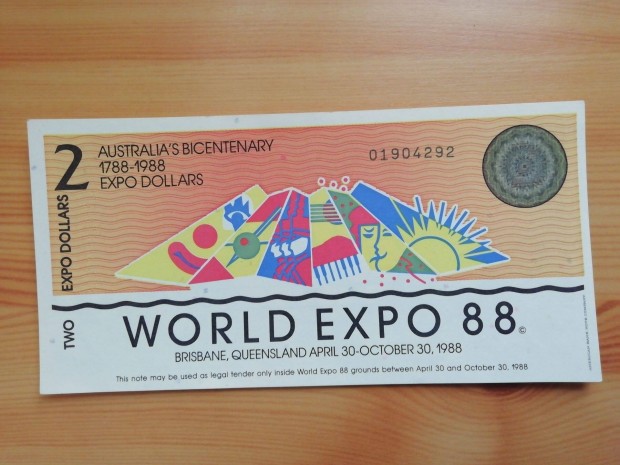 2
AUSTRALIA'S BICENTENARY
1788-1988
EXPO DOLLARS
01904292
TWO EXPO DOLLARS
WORLD EXPO 88©
BRISBANE, QUEENSLAND APRIL 30-OCTOBER 30, 1988
This note may be used as legal tender only inside World Expo 88 grounds between April 30 and October 30, 1988